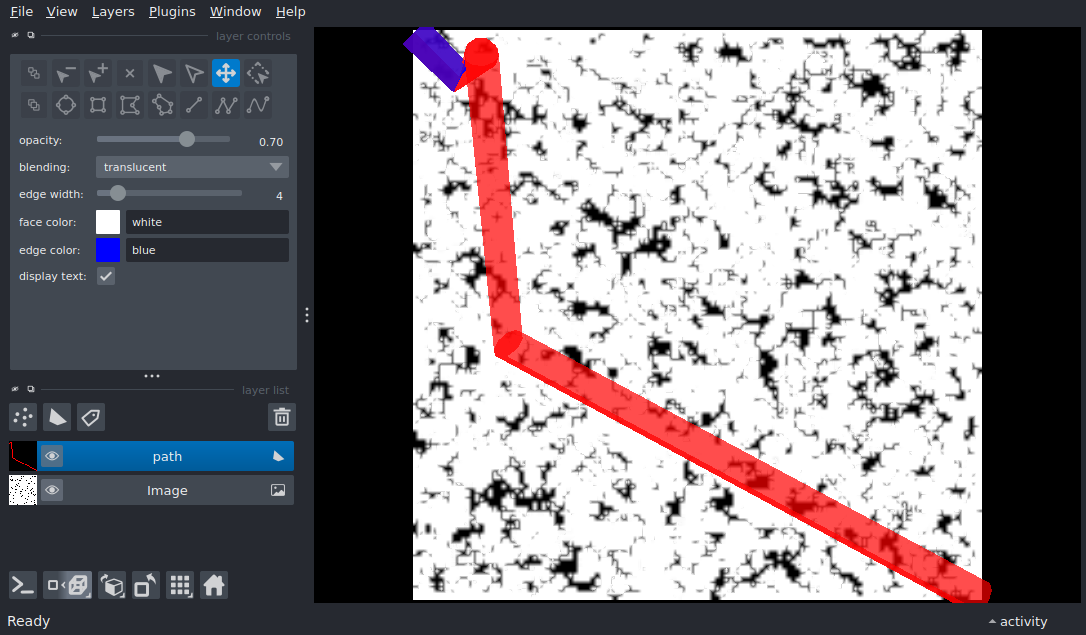 File View Layers Plugins Window Help
layer controls
opacity: 0.70
blending: translucent
edge width: 4
face color: white
edge color: blue
display text:
layer list
path
Image
Ready
activity